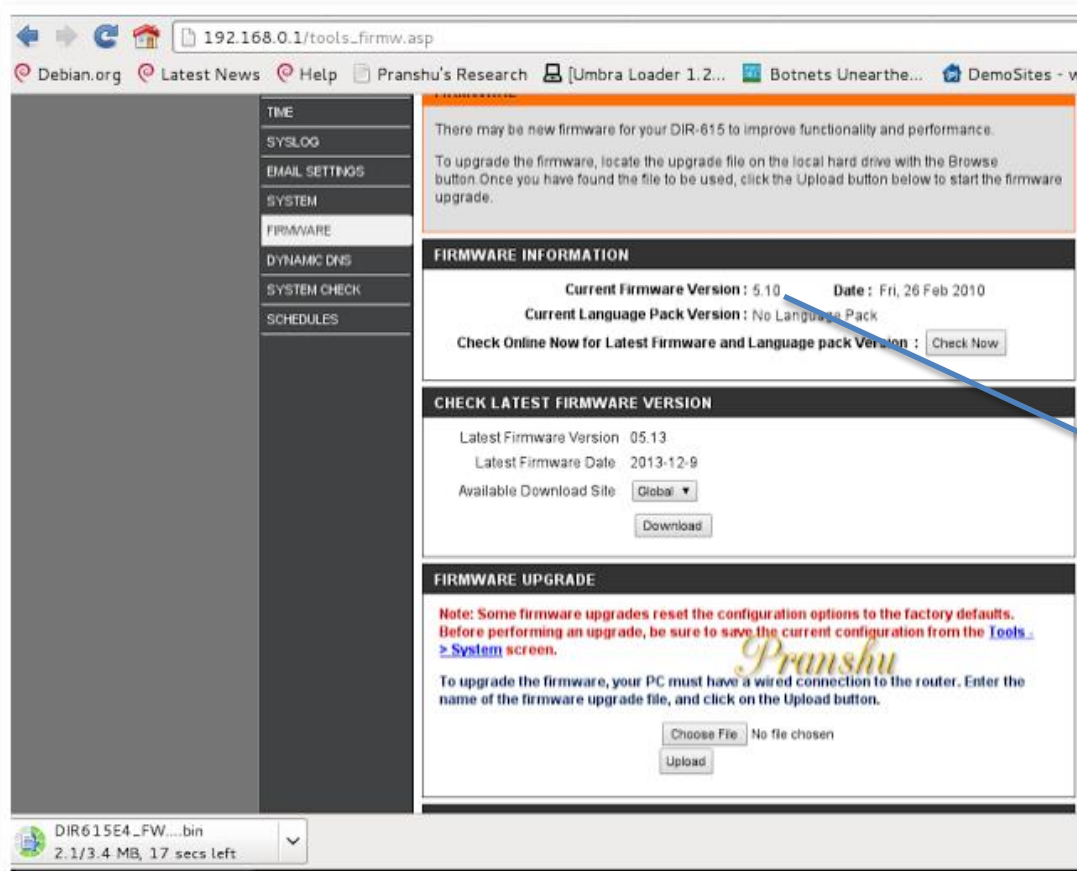 192.168.0.1/tools_firmw.asp
Debian.org Latest News Help Pranshu's Research [Umbra Loader 1.2... Botnets Unearthe... DemoSites - w
TIME
SYSLOG
EMAIL SETTINGS
SYSTEM
FIRMWARE
DYNAMIC DNS
SYSTEM CHECK
SCHEDULES
There may be new firmware for your DIR-615 to improve functionality and performance.
To upgrade the firmware, locate the upgrade file on the local hard drive with the Browse
button.Once you have found the file to be used, click the Upload button below to start the firmware
upgrade.
FIRMWARE INFORMATION
Current Firmware Version : 5.10 Date : Fri, 26 Feb 2010
Current Language Pack Version : No Language Pack
Check Online Now for Latest Firmware and Language pack Version : Check Now
CHECK LATEST FIRMWARE VERSION
Latest Firmware Version 05.13
Latest Firmware Date 2013-12-9
Available Download Site Global
Download
FIRMWARE UPGRADE
Note: Some firmware upgrades reset the configuration options to the factory defaults.
Before performing an upgrade, be sure to save the current configuration from the Tools -
> System screen.
Pranshu
To upgrade the firmware, your PC must have a wired connection to the router. Enter the
name of the firmware upgrade file, and click on the Upload button.
Choose File No file chosen
Upload
DIR615E4_FW....bin
2.1/3.4 MB, 17 secs left